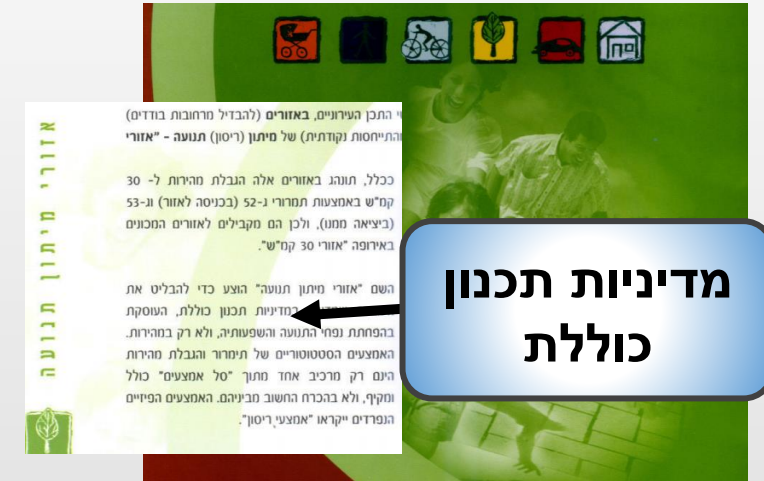 אזורי מיתון תנועה
י התכן העירוניים, באזורים (להבדיל מרחובות בודדים)
והתייחסות נקודתית) של מיתון (ריסון) תנועה – "אזורי
ככלל, תונהג באזורים אלה הגבלת מהירות ל- 30
קמ"ש באמצעות תמרורי ג-52 (בכניסה לאזור) וג-53
(ביציאה ממנו), ולכן הם מקבילים לאזורים המכונים
באירופה "אזורי 30 קמ"ש".
השם "אזורי מיתון תנועה" הוצע כדי להבליט את
במדיניות תכנון כוללת, העוסקת
בהפחתת נפחי התנועה והשפעותיה, ולא רק במהירות.
האמצעים הסטטוטוריים של תימרור והגבלת מהירות
הינם רק מרכיב אחד מתוך "סל אמצעים" כולל
ומקיף, ולא בהכרח החשוב מביניהם. האמצעים הפיזיים
הנפרדים ייקראו "אמצעי ריסון".
מדיניות תכנון
כוללת